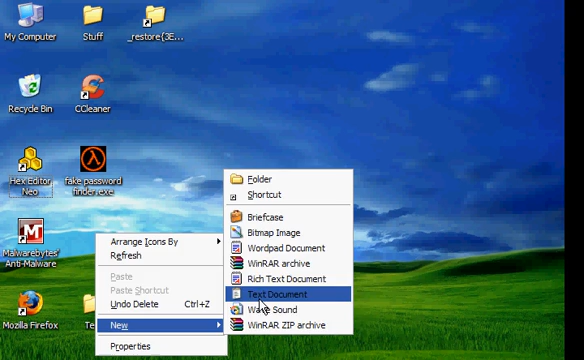 My Computer
Stuff
_restore{3E...
Recycle Bin
CCleaner
Hex Editor
Neo
fake password
finder.exe
Malwarebytes'
Anti-Malware
Mozilla Firefox
Te
Arrange Icons By
Refresh
Paste
Paste Shortcut
Undo Delete Ctrl+Z
New
Properties
Folder
Shortcut
Briefcase
Bitmap Image
Wordpad Document
WinRAR archive
Rich Text Document
Text Document
Wave Sound
WinRAR ZIP archive